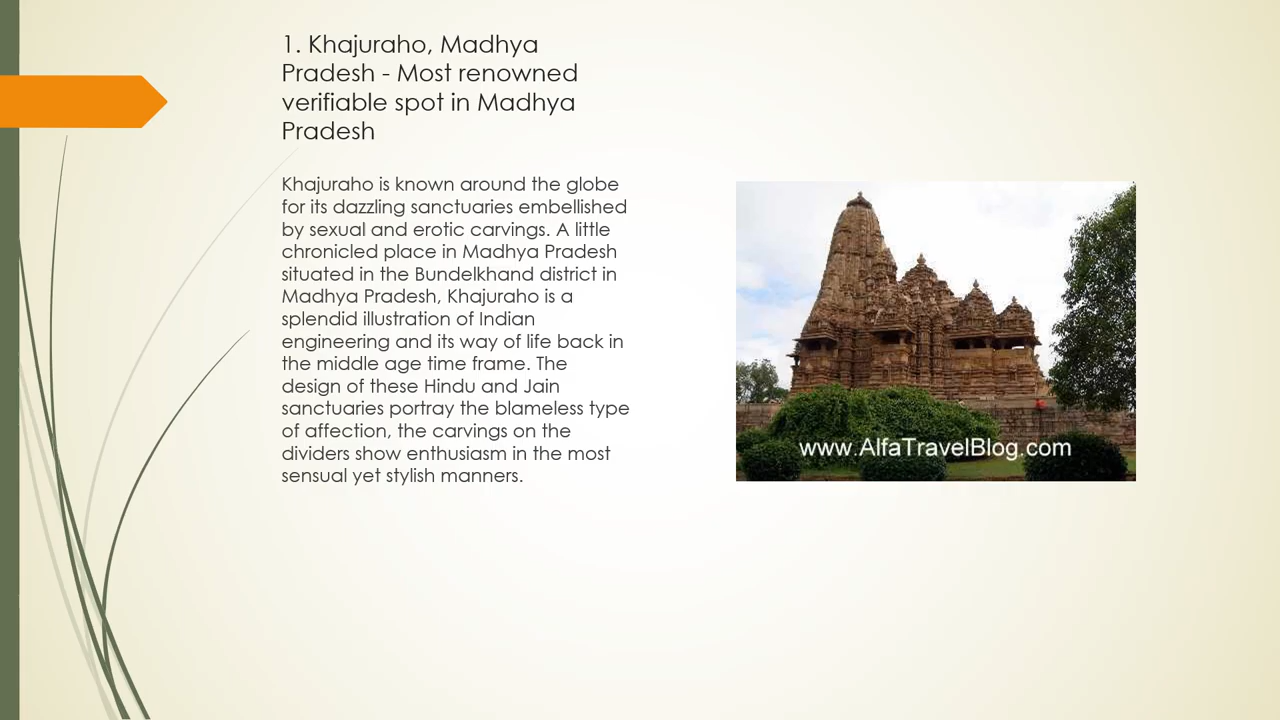 1. Khajuraho, Madhya
Pradesh - Most renowned
verifiable spot in Madhya
Pradesh
Khajuraho is known around the globe
for its dazzling sanctuaries embellished
by sexual and erotic carvings. A little
chronicled place in Madhya Pradesh
situated in the Bundelkhand district in
Madhya Pradesh, Khajuraho is a
splendid illustration of Indian
engineering and its way of life back in
the middle age time frame. The
design of these Hindu and Jain
sanctuaries portray the blameless type
of affection, the carvings on the
dividers show enthusiasm in the most
sensual yet stylish manners.
www.AlfaTravelBlog.com